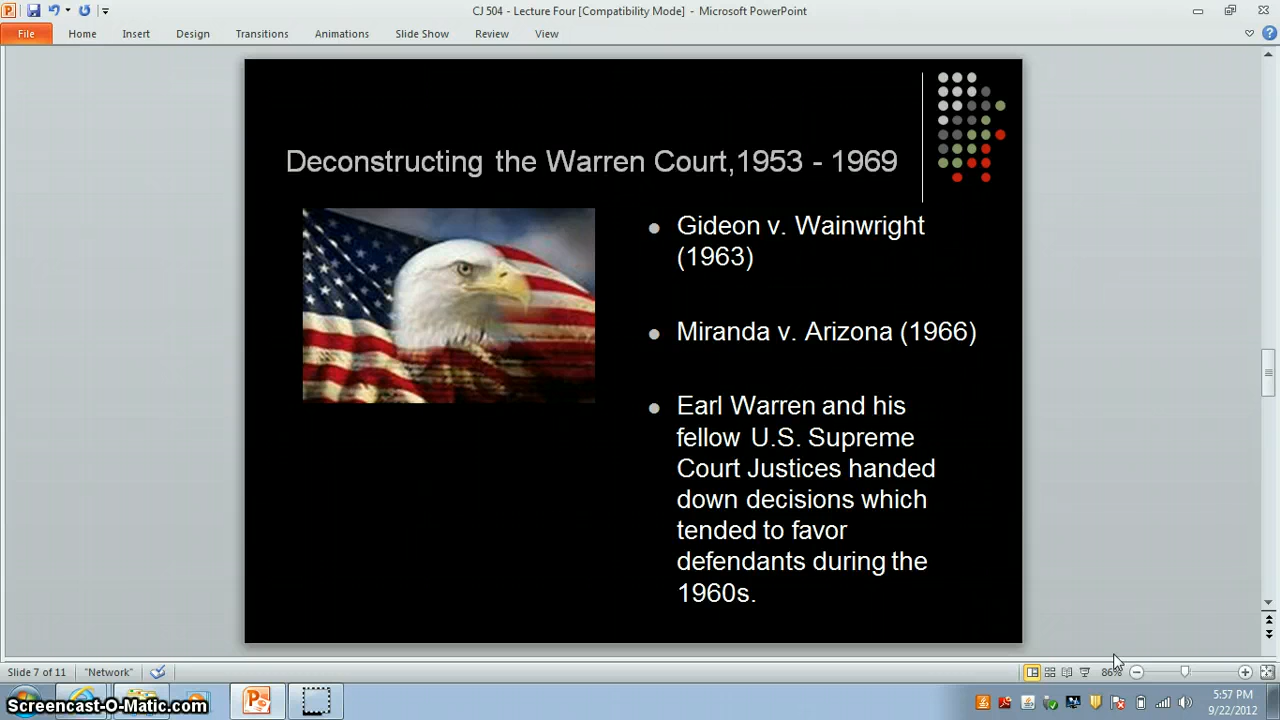 CJ 504 - Lecture Four [Compatibility Mode] - Microsoft PowerPoint
File Home Insert Design Transitions Animations Slide Show Review View
Deconstructing the Warren Court,1953 - 1969
Gideon v. Wainwright
(1963)
Miranda v. Arizona (1966)
Earl Warren and his
fellow U.S. Supreme
Court Justices handed
down decisions which
tended to favor
defendants during the
1960s.
Slide 7 of 11 "Network" 86%
Screencast-O-Matic.com
5:57 PM
9/22/2012